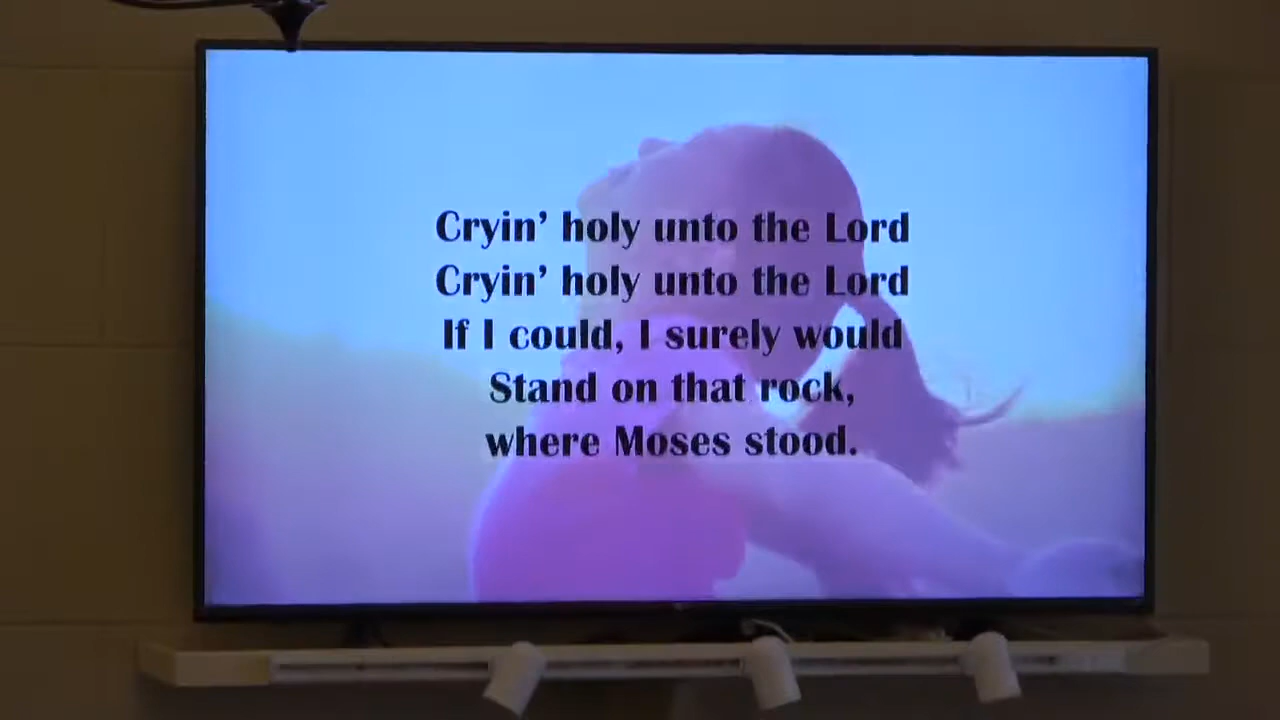 Cryin’ holy unto the Lord
Cryin’ holy unto the Lord
If I could, I surely would
Stand on that rock,
where Moses stood.